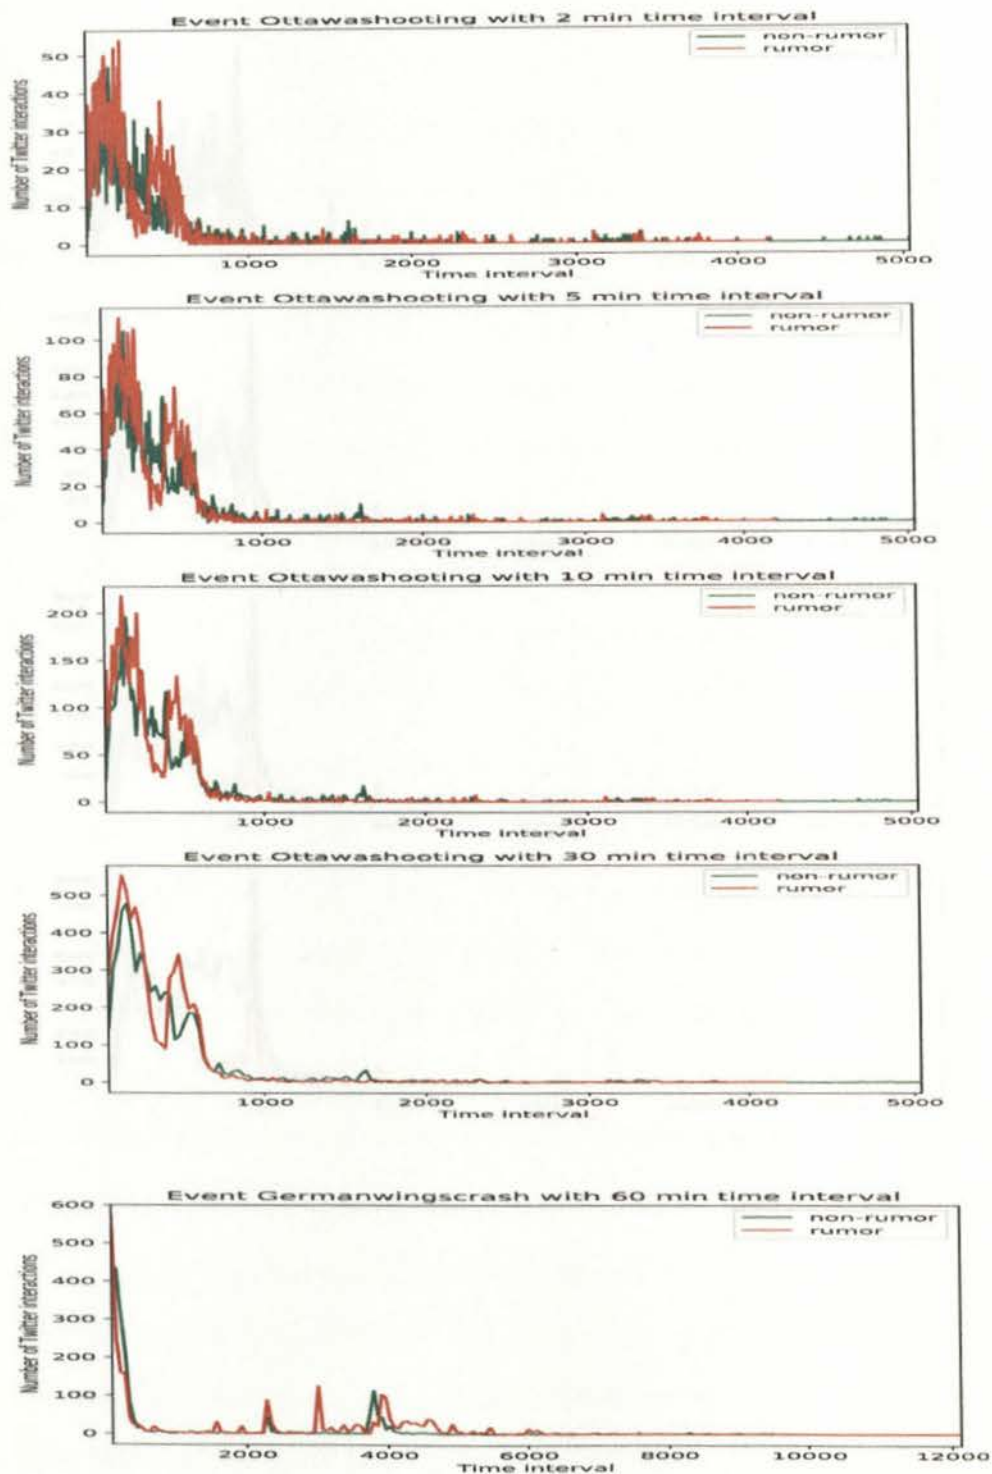 Event Ottawashooting with 2 min time interval
non-rumor
rumor
Number of Twitter interactions
50
40
30
20
10
0
1000 2000 3000 4000 5000
Time interval
Event Ottawashooting with 5 min time interval
non-rumor
rumor
Number of Twitter interactions
100
80
60
40
20
0
1000 2000 3000 4000 5000
Time interval
Event Ottawashooting with 10 min time interval
non-rumor
rumor
Number of Twitter interactions
200
150
100
50
0
1000 2000 3000 4000 5000
Time interval
Event Ottawashooting with 30 min time interval
non-rumor
rumor
Number of Twitter interactions
500
400
300
200
100
0
1000 2000 3000 4000 5000
Time interval
Event Germanwingscrash with 60 min time interval
non-rumor
rumor
Number of Twitter interactions
600
500
400
300
200
100
0
2000 4000 6000 8000 10000 12000
Time interval